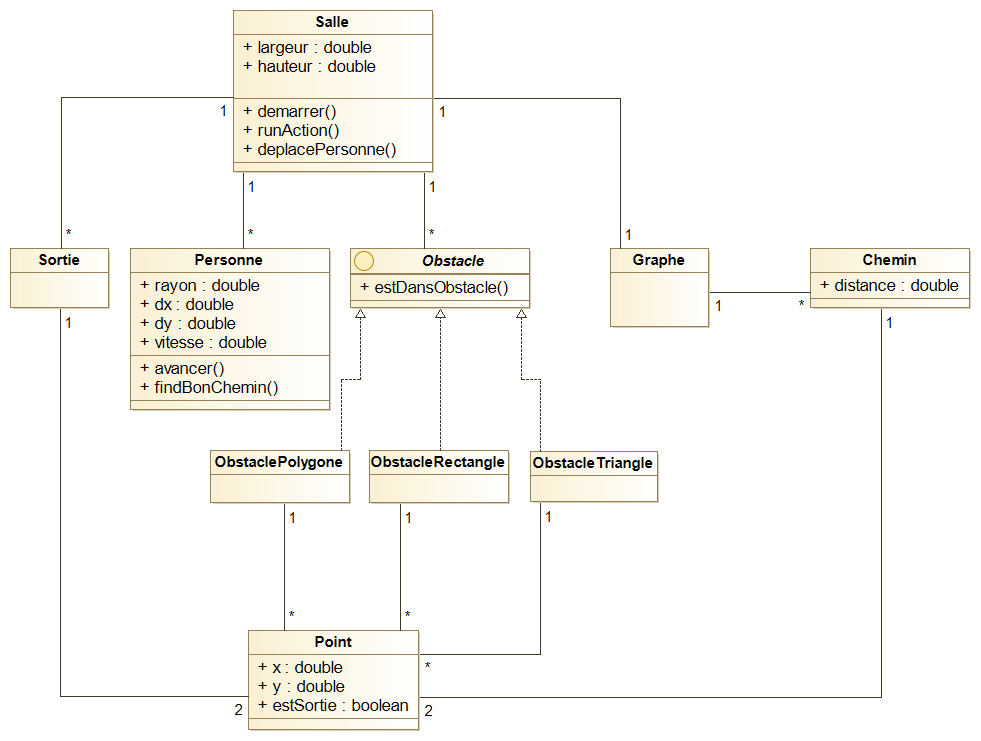 Salle
+ largeur : double
+ hauteur : double
+ demarrer()
+ runAction()
+ deplacePersonne()
1
1
1
1
*
*
*
1
Sortie
Personne
+ rayon : double
+ dx : double
+ dy : double
+ vitesse : double
+ avancer()
+ findBonChemin()
Obstacle
+ estDansObstacle()
Graphe
Chemin
+ distance : double
1
*
1
1
ObstaclePolygone
ObstacleRectangle
ObstacleTriangle
1
1
1
*
*
*
Point
+ x : double
+ y : double
+ estSortie : boolean
2
2